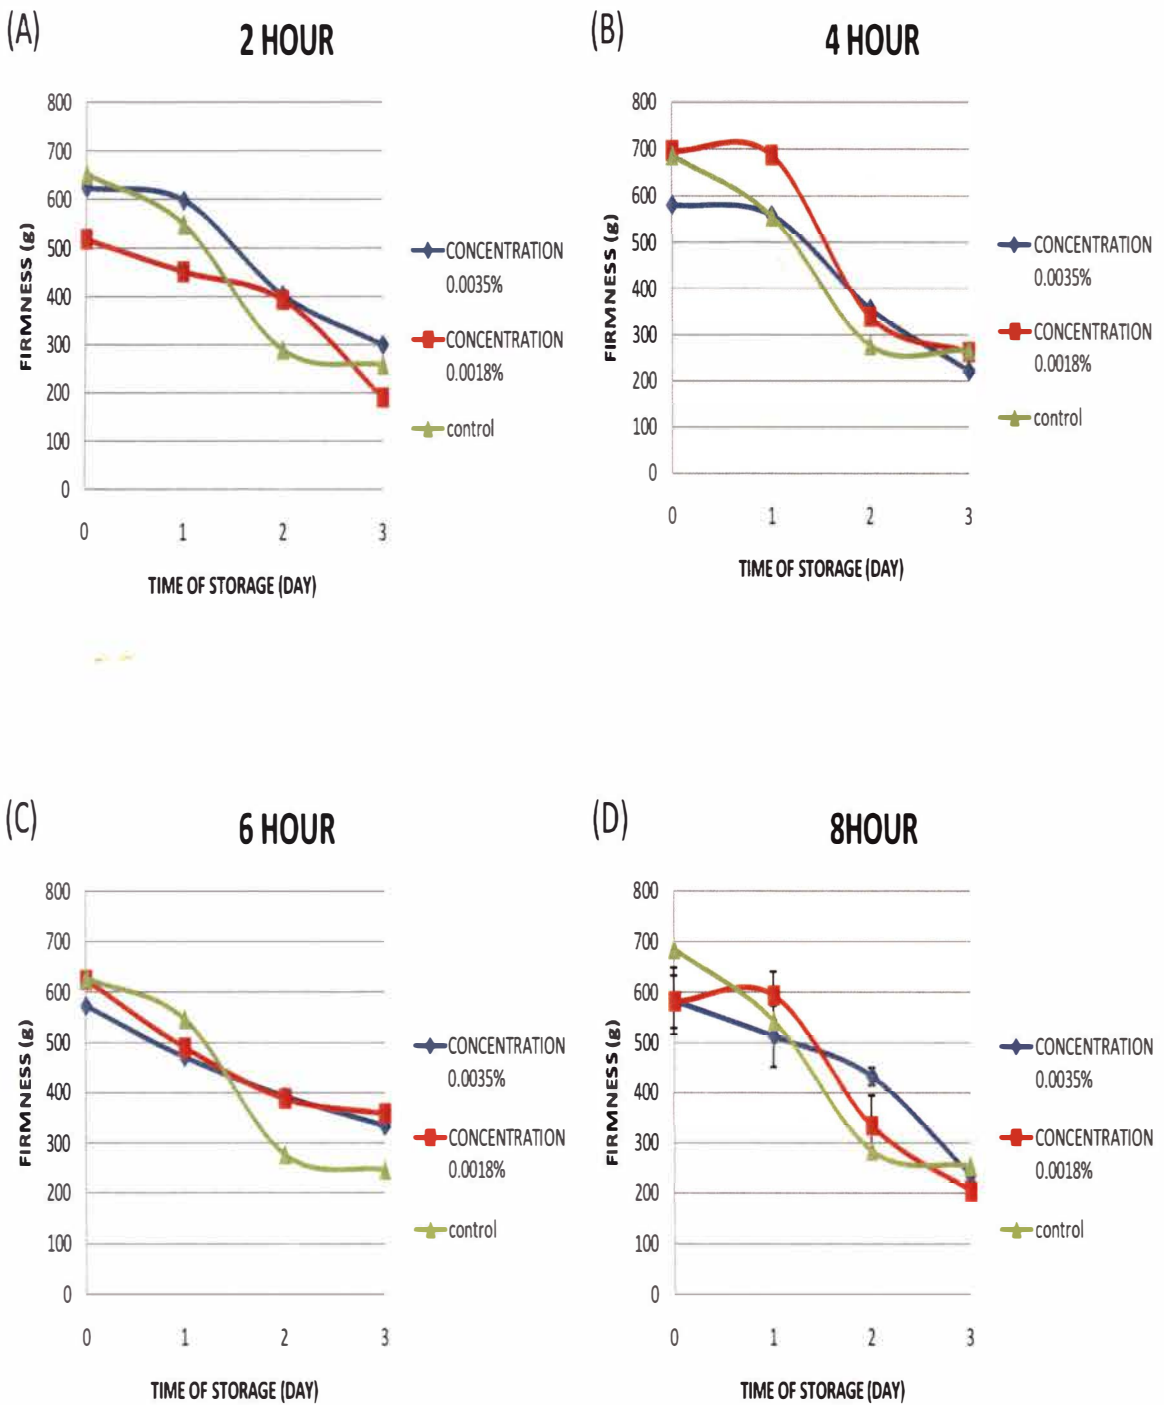 (A)
2 HOUR
800
700
600
500
400
300
200
100
0
FIRMNESS (g)
0 1 2 3
TIME OF STORAGE (DAY)
CONCENTRATION
0.0035%
CONCENTRATION
0.0018%
control
(B)
4 HOUR
800
700
600
500
400
300
200
100
0
FIRMNESS (g)
0 1 2 3
TIME OF STORAGE (DAY)
CONCENTRATION
0.0035%
CONCENTRATION
0.0018%
control
(C)
6 HOUR
800
700
600
500
400
300
200
100
0
FIRMNESS (g)
0 1 2 3
TIME OF STORAGE (DAY)
CONCENTRATION
0.0035%
CONCENTRATION
0.0018%
control
(D)
8HOUR
800
700
600
500
400
300
200
100
0
FIRMNESS (g)
0 1 2 3
TIME OF STORAGE (DAY)
CONCENTRATION
0.0035%
CONCENTRATION
0.0018%
control